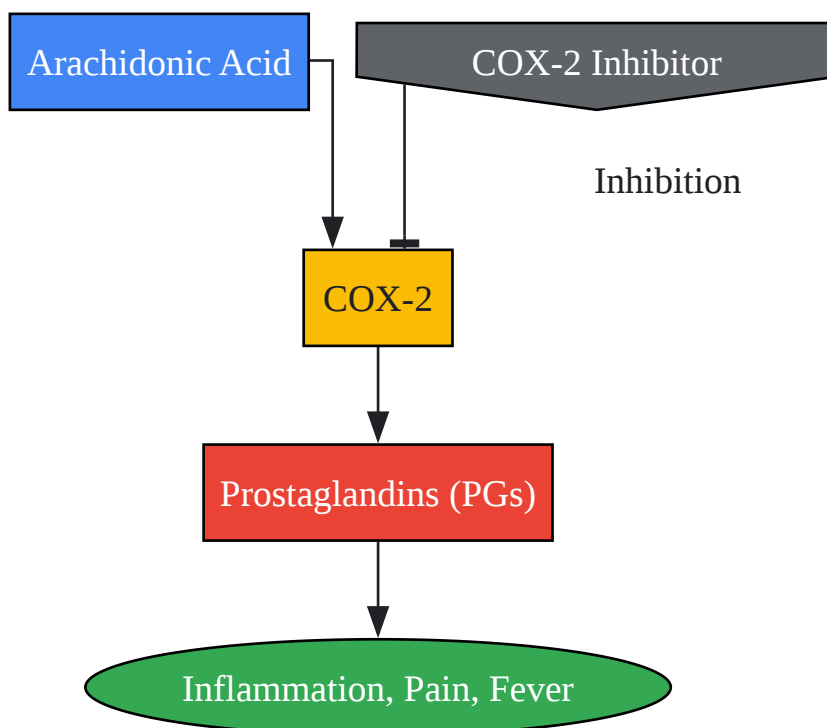 Arachidonic Acid
COX-2 Inhibitor
Inhibition
COX-2
Prostaglandins (PGs)
Inflammation, Pain, Fever